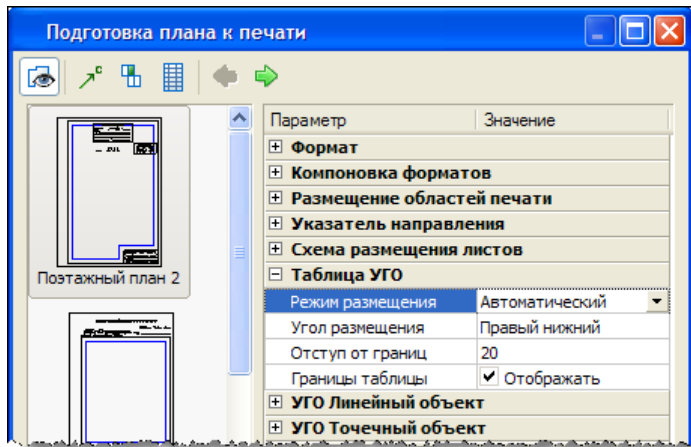 Подготовка плана к печати
Параметр Значение
Формат
Компоновка форматов
Размещение областей печати
Указатель направления
Схема размещения листов
Таблица УГО
Режим размещения Автоматический
Угол размещения Правый нижний
Отступ от границ 20
Границы таблицы Отображать
УГО Линейный объект
УГО Точечный объект
Поэтажный план 2